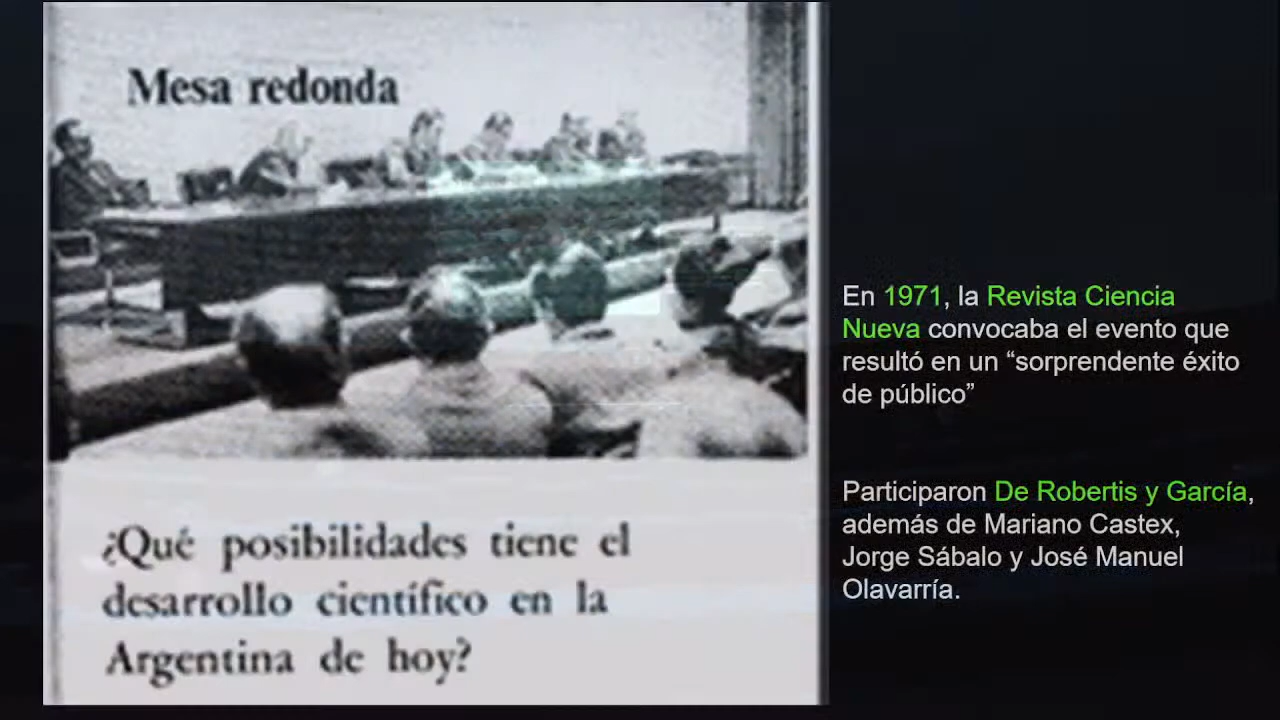 Mesa redonda
¿Qué posibilidades tiene el
desarrollo científico en la
Argentina de hoy?
En 1971, la Revista Ciencia
Nueva convocaba el evento que
resultó en un “sorprendente éxito
de público”
Participaron De Robertis y García,
además de Mariano Castex,
Jorge Sábalo y José Manuel
Olavarría.